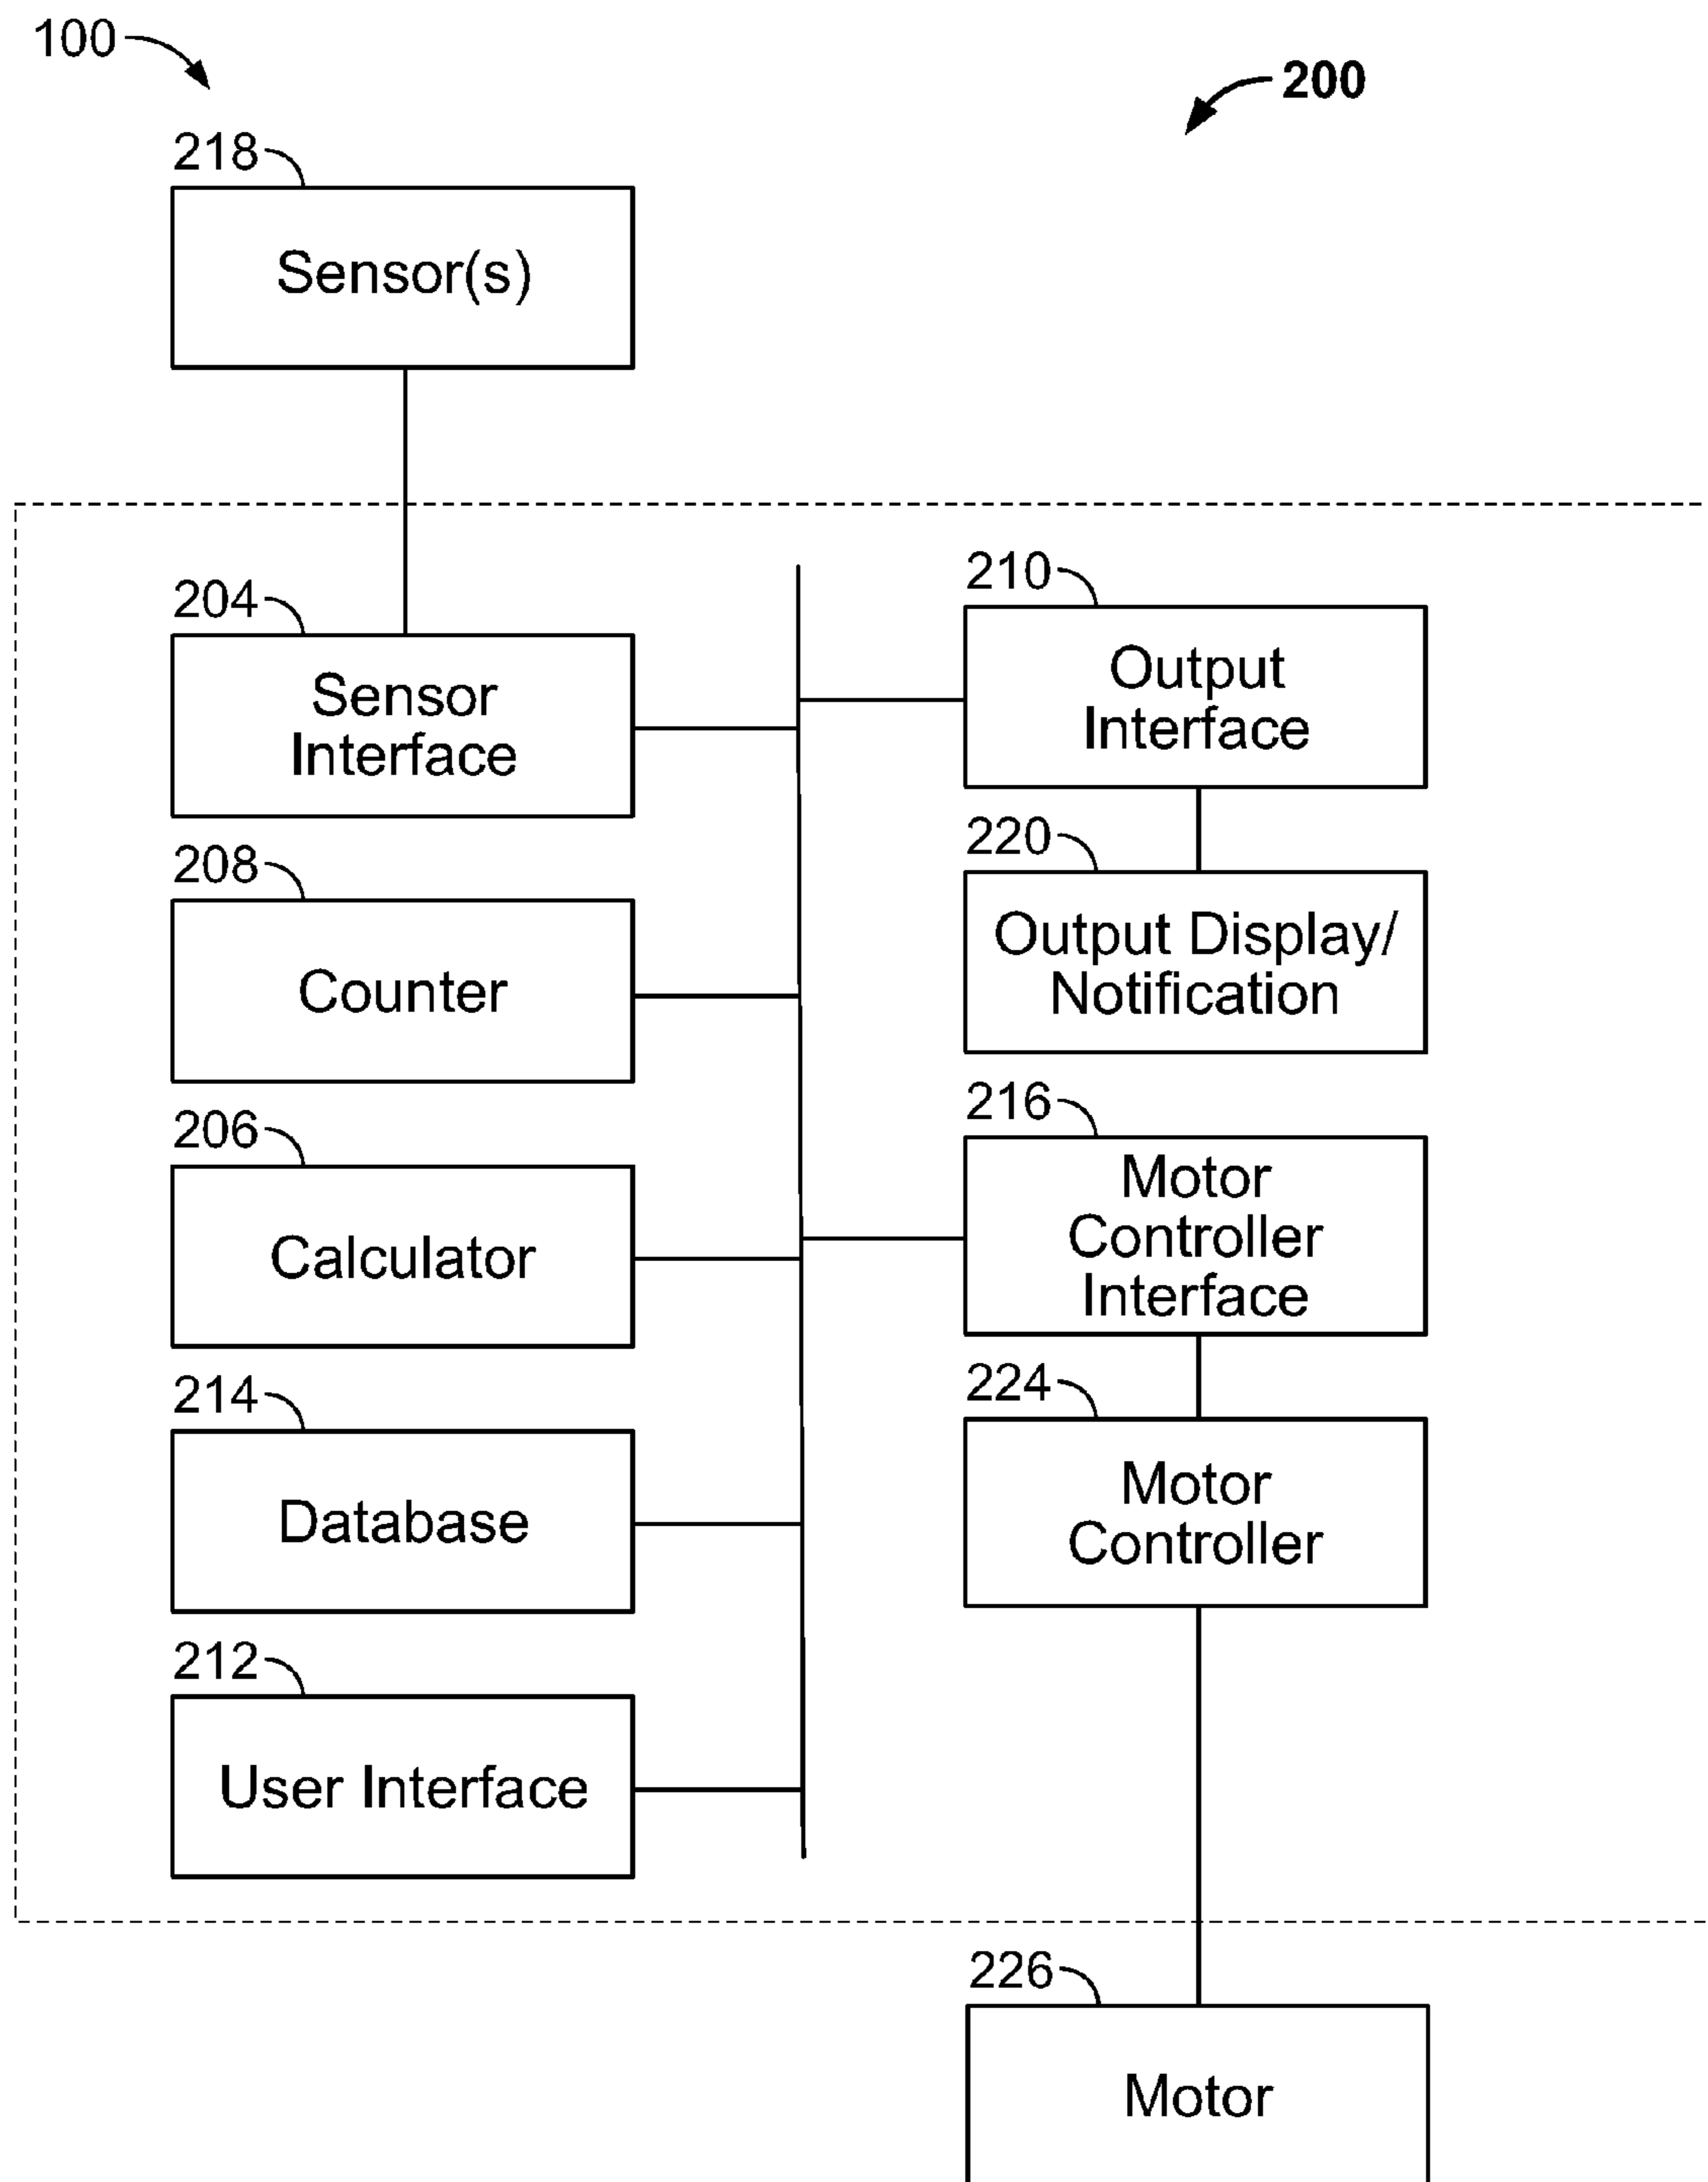 100
200
218
Sensor(s)
204
Sensor
Interface
208
Counter
206
Calculator
214
Database
212
User Interface
210
Output
Interface
220
Output Display/
Notification
216
Motor
Controller
Interface
224
Motor
Controller
226
Motor